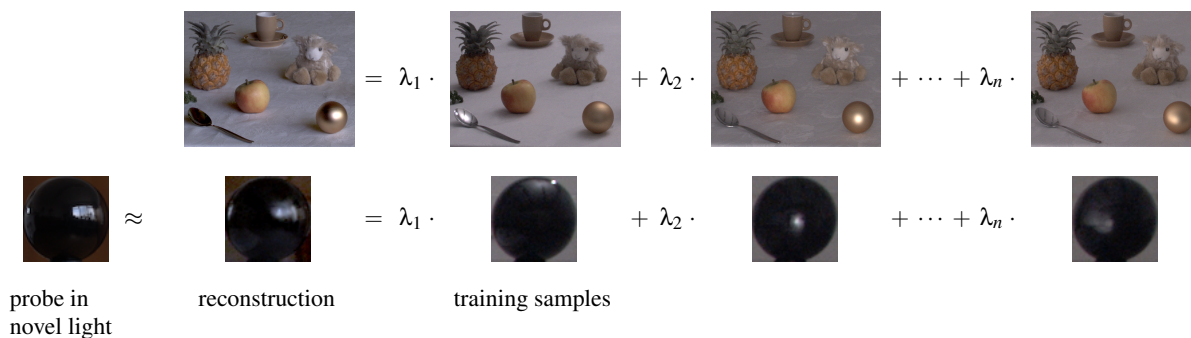 = λ1 · + λ2 · + ⋯ + λn ·
≈ = λ1 · + λ2 · + ⋯ + λn ·
probe in
novel light
reconstruction
training samples